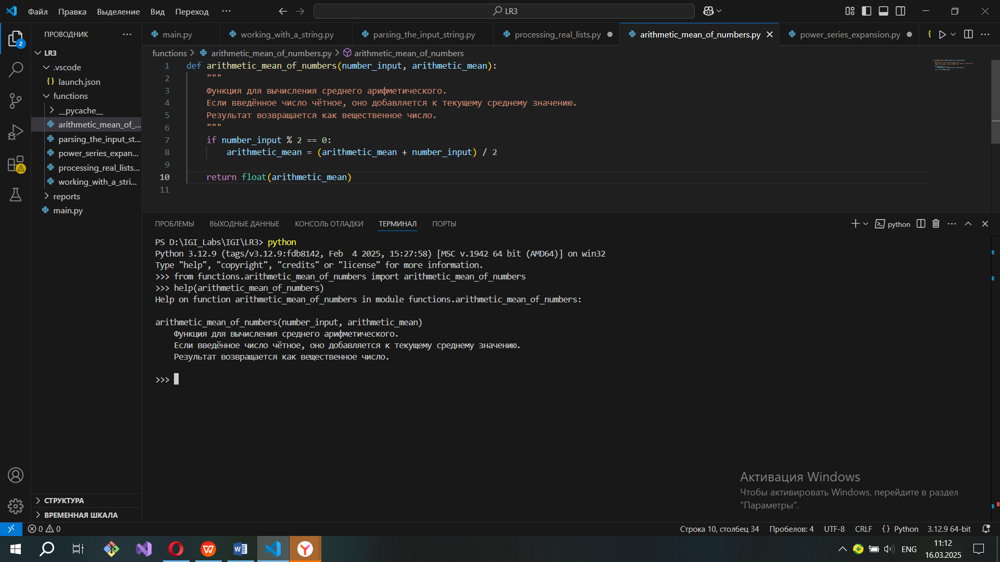 Файл Правка Выделение Вид Переход ··· LR3
ПРОВОДНИК ···
LR3
.vscode
launch.json
functions
__pycache__
arithmetic_mean_of_...
parsing_the_input_st...
power_series_expan...
processing_real_lists...
working_with_a_stri...
reports
main.py
СТРУКТУРА
ВРЕМЕННАЯ ШКАЛА
2
main.py working_with_a_string.py parsing_the_input_string.py processing_real_lists.py arithmetic_mean_of_numbers.py power_series_expansion.py
functions > arithmetic_mean_of_numbers.py > arithmetic_mean_of_numbers
1 def arithmetic_mean_of_numbers(number_input, arithmetic_mean):
2 """
3 Функция для вычисления среднего арифметического.
4 Если введённое число чётное, оно добавляется к текущему среднему значению.
5 Результат возвращается как вещественное число.
6 """
7 if number_input % 2 == 0:
8 arithmetic_mean = (arithmetic_mean + number_input) / 2
9
10 return float(arithmetic_mean)
11
ПРОБЛЕМЫ ВЫХОДНЫЕ ДАННЫЕ КОНСОЛЬ ОТЛАДКИ ТЕРМИНАЛ ПОРТЫ python
PS D:\IGI_Labs\IGI\LR3> python
Python 3.12.9 (tags/v3.12.9:fdb8142, Feb  4 2025, 15:27:58) [MSC v.1942 64 bit (AMD64)] on win32
Type "help", "copyright", "credits" or "license" for more information.
>>> from functions.arithmetic_mean_of_numbers import arithmetic_mean_of_numbers
>>> help(arithmetic_mean_of_numbers)
Help on function arithmetic_mean_of_numbers in module functions.arithmetic_mean_of_numbers:
arithmetic_mean_of_numbers(number_input, arithmetic_mean)
Функция для вычисления среднего арифметического.
Если введённое число чётное, оно добавляется к текущему среднему значению.
Результат возвращается как вещественное число.
>>>
Активация Windows
Чтобы активировать Windows, перейдите в раздел
"Параметры".
0 0 Строка 10, столбец 34 Пробелов: 4 UTF-8 CRLF {} Python 3.12.9 64-bit
ENG 11:12
16.03.2025